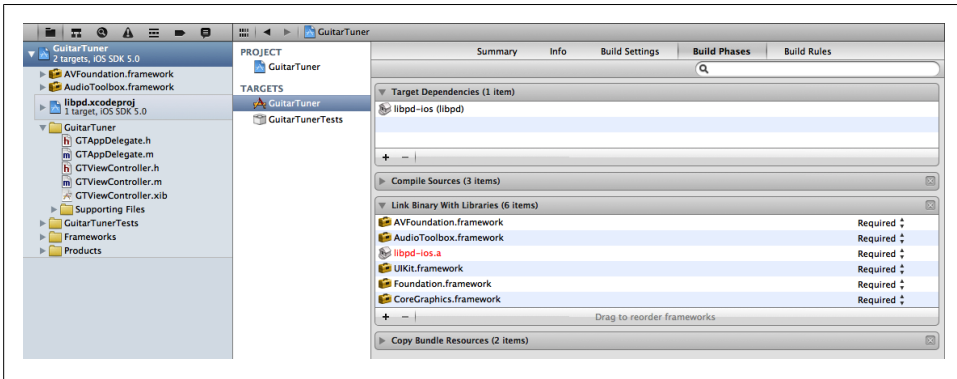 GuitarTuner
2 targets, iOS SDK 5.0
AVFoundation.framework
AudioToolbox.framework
libpd.xcodeproj
1 target, iOS SDK 5.0
GuitarTuner
GTAppDelegate.h
GTAppDelegate.m
GTViewController.h
GTViewController.m
GTViewController.xib
Supporting Files
GuitarTunerTests
Frameworks
Products
GuitarTuner
PROJECT
GuitarTuner
TARGETS
GuitarTuner
GuitarTunerTests
Summary Info Build Settings Build Phases Build Rules
Target Dependencies (1 item)
libpd-ios (libpd)
Compile Sources (3 items)
Link Binary With Libraries (6 items)
AVFoundation.framework Required
AudioToolbox.framework Required
libpd-ios.a Required
UIKit.framework Required
Foundation.framework Required
CoreGraphics.framework Required
Drag to reorder frameworks
Copy Bundle Resources (2 items)